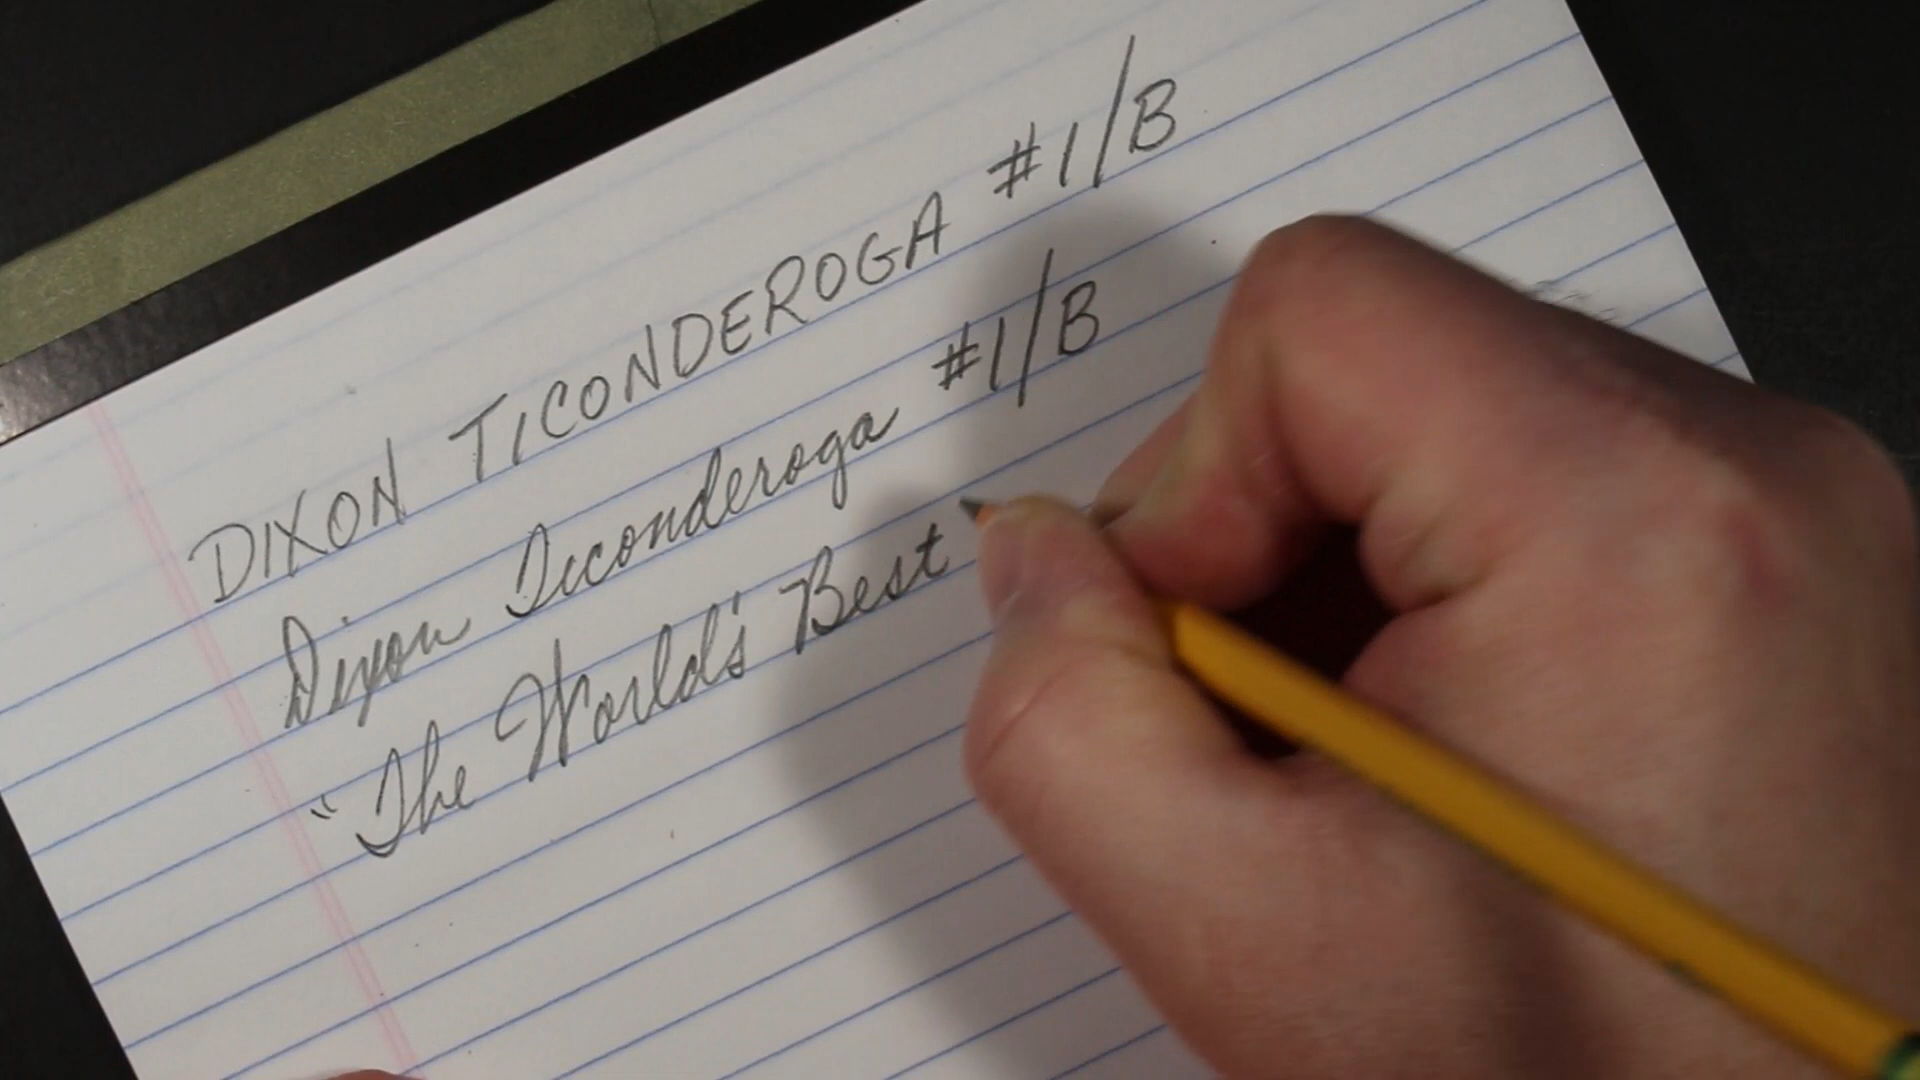 DIXON TICONDEROGA #1/B
Dixon Ticonderoga #1/B
"The World's Best